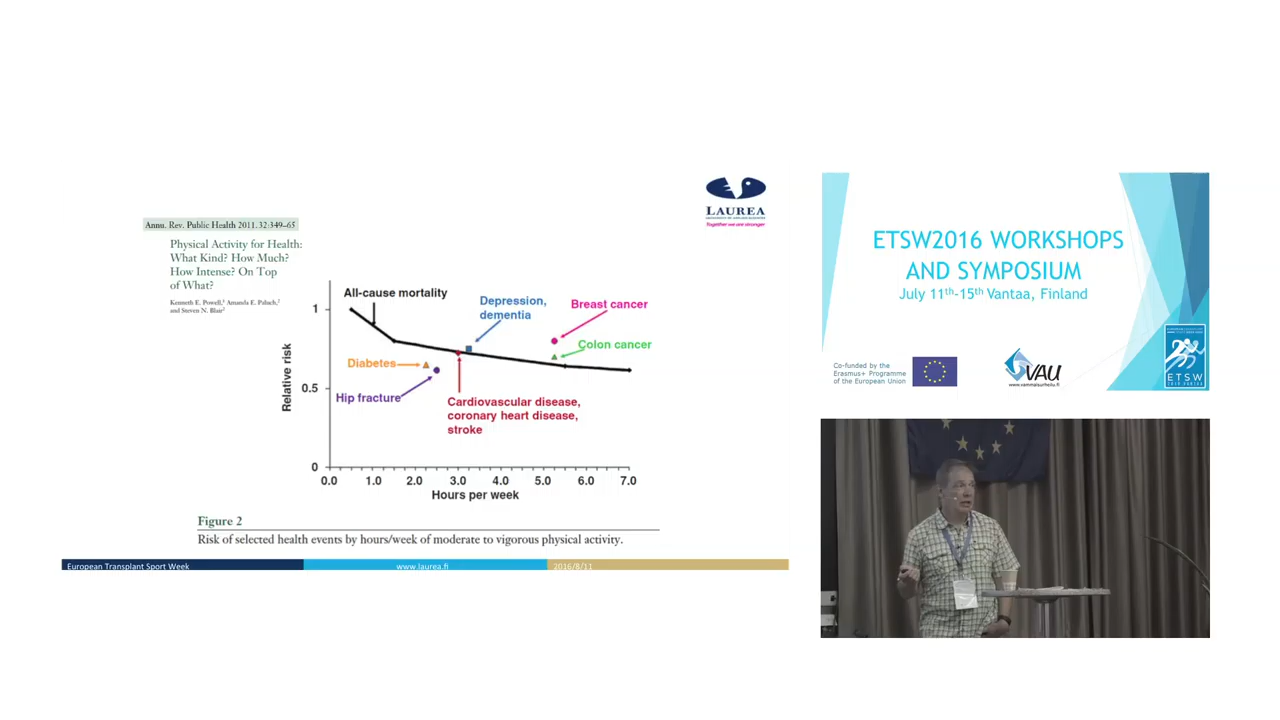 Annu. Rev. Public Health 2011.32:349–65
Physical Activity for Health:
What Kind? How Much?
How Intense? On Top
of What?
Kenneth E. Powell,¹ Amanda E. Paluch,²
and Steven N. Blair²
LAUREA
Together we are stronger
All-cause mortality
Depression,
dementia
Breast cancer
Colon cancer
Diabetes
Hip fracture
Cardiovascular disease,
coronary heart disease,
stroke
Relative risk
1
0.5
0
0.0 1.0 2.0 3.0 4.0 5.0 6.0 7.0
Hours per week
Figure 2
Risk of selected health events by hours/week of moderate to vigorous physical activity.
European Transplant Sport Week www.laurea.fi 2016/8/11
ETSW2016 WORKSHOPS
AND SYMPOSIUM
July 11th-15th Vantaa, Finland
Co-funded by the
Erasmus+ Programme
of the European Union
VAU
www.vammaisurheilu.fi
ETSW